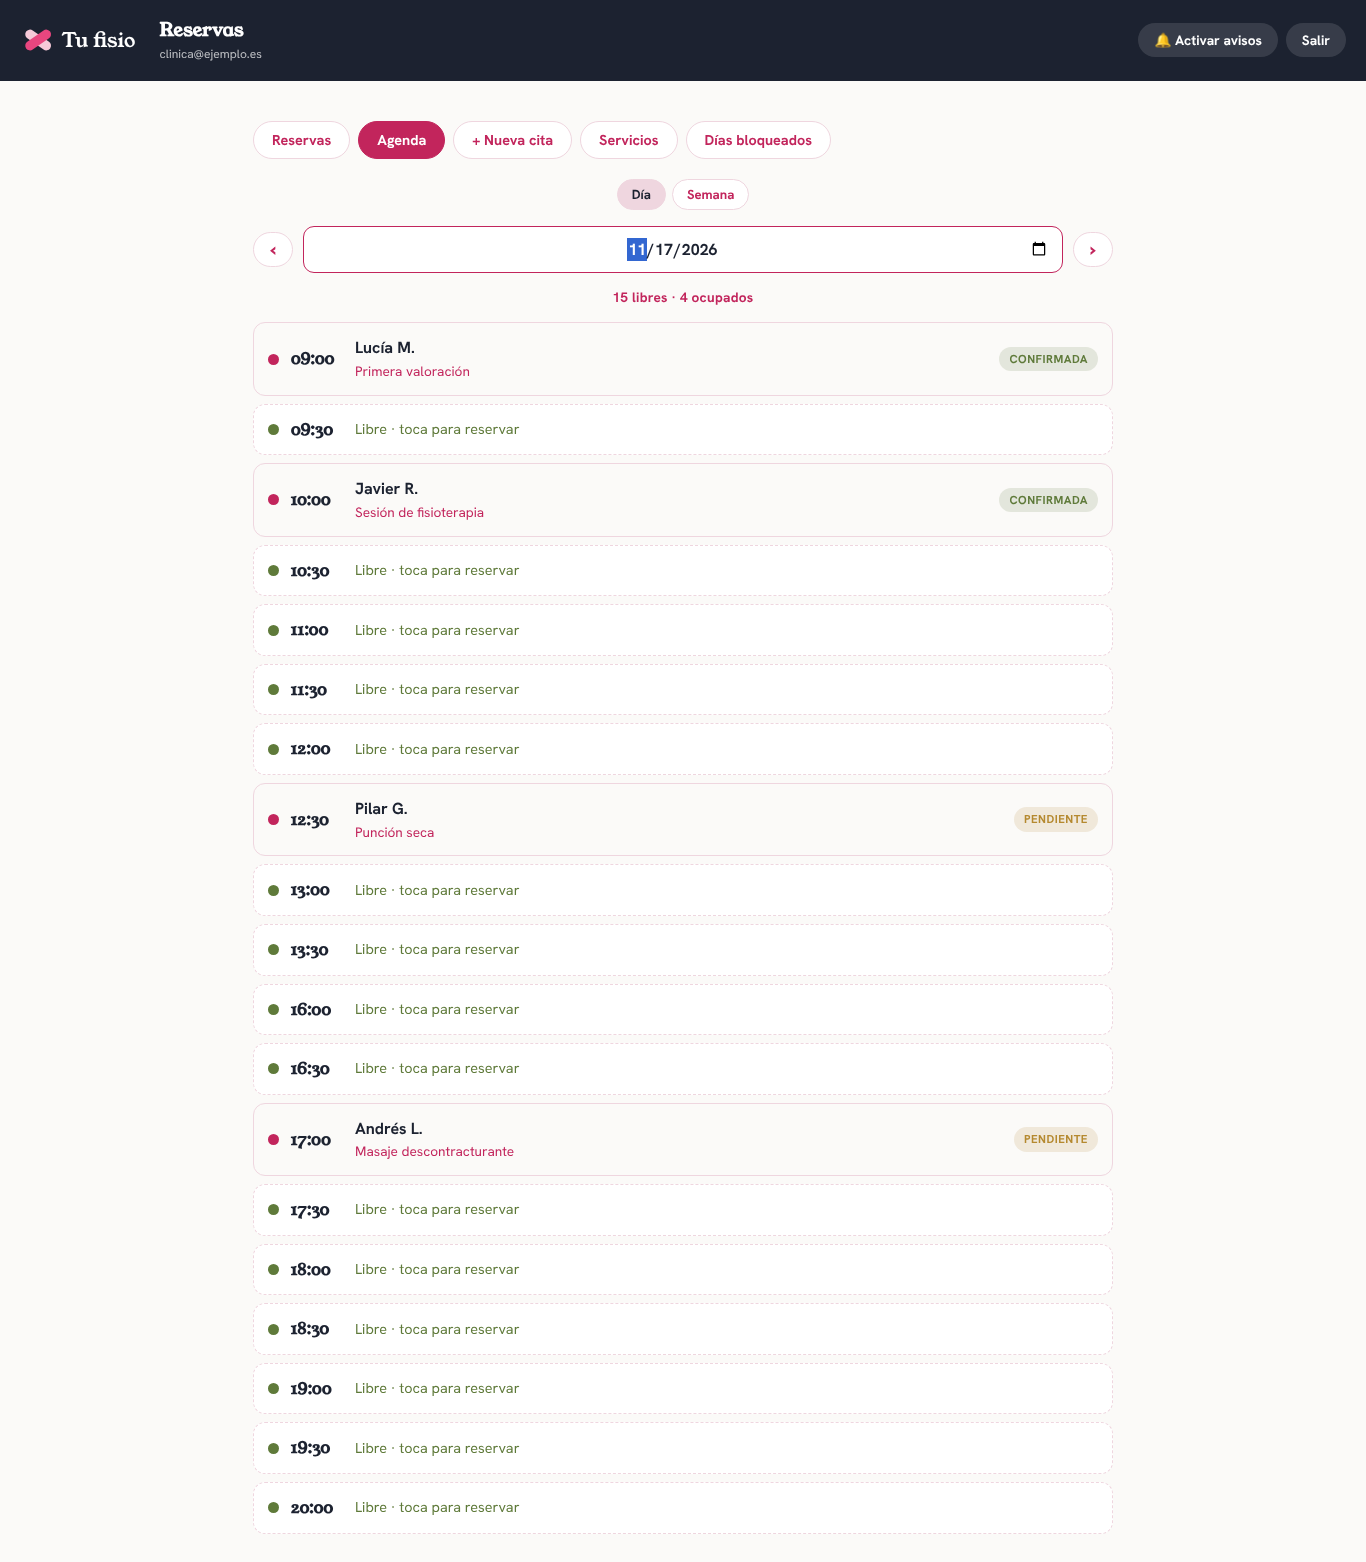 Tu fisio
Reservas
clinica@ejemplo.es
🔔 Activar avisos
Salir
Reservas
Agenda
+ Nueva cita
Servicios
Días bloqueados
Día
Semana
‹
11/17/2026
›
15 libres · 4 ocupados
09:00
Lucía M.
Primera valoración
CONFIRMADA
09:30
Libre · toca para reservar
10:00
Javier R.
Sesión de fisioterapia
CONFIRMADA
10:30
Libre · toca para reservar
11:00
Libre · toca para reservar
11:30
Libre · toca para reservar
12:00
Libre · toca para reservar
12:30
Pilar G.
Punción seca
PENDIENTE
13:00
Libre · toca para reservar
13:30
Libre · toca para reservar
16:00
Libre · toca para reservar
16:30
Libre · toca para reservar
17:00
Andrés L.
Masaje descontracturante
PENDIENTE
17:30
Libre · toca para reservar
18:00
Libre · toca para reservar
18:30
Libre · toca para reservar
19:00
Libre · toca para reservar
19:30
Libre · toca para reservar
20:00
Libre · toca para reservar